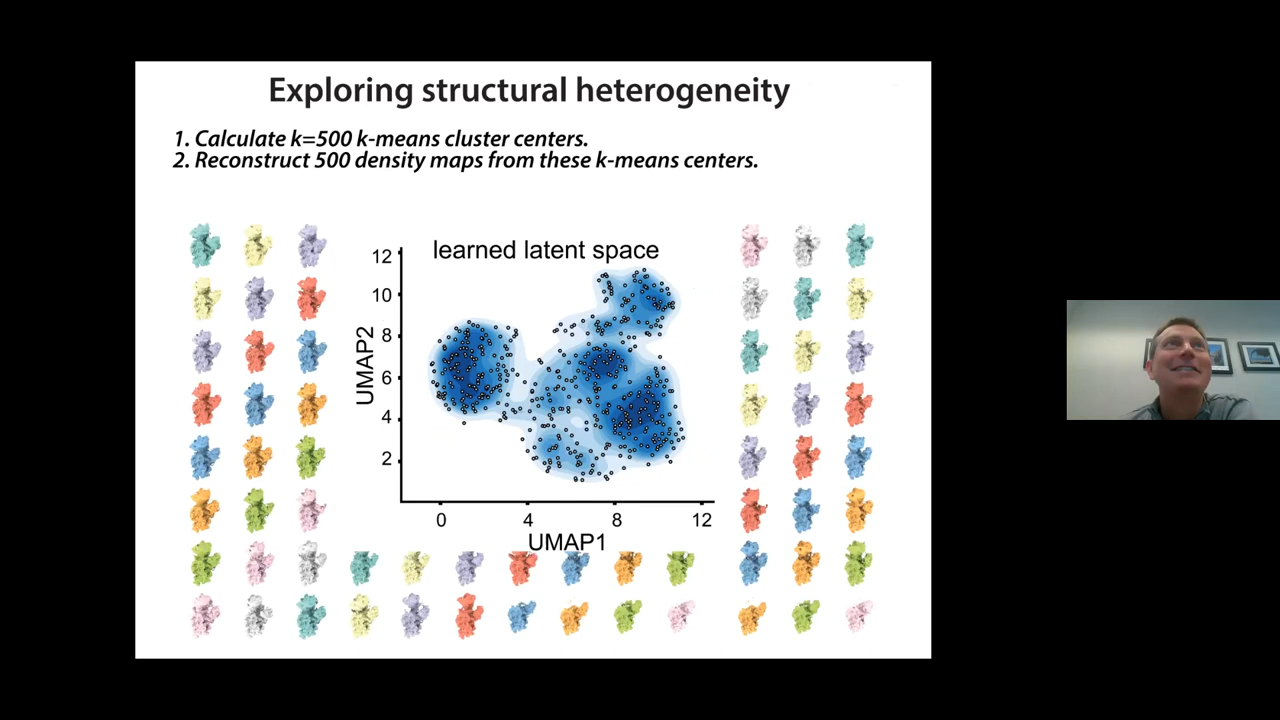 Exploring structural heterogeneity
1. Calculate k=500 k-means cluster centers.
2. Reconstruct 500 density maps from these k-means centers.
learned latent space
12
10
8
6
4
2
UMAP2
0 4 8 12
UMAP1